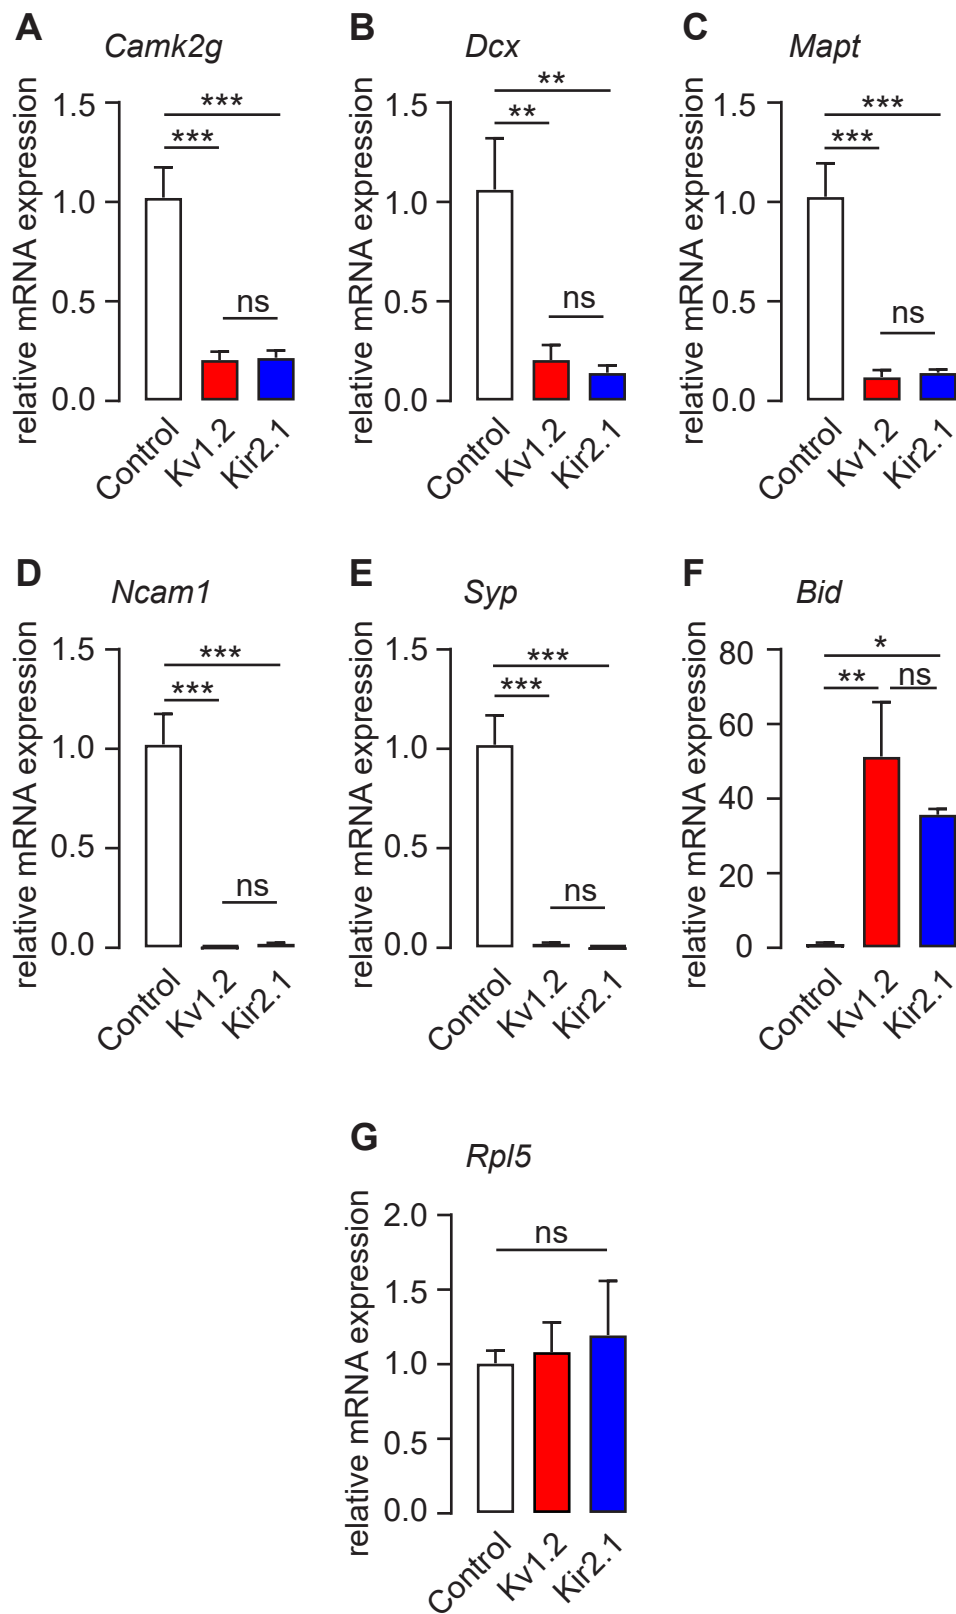 A Camk2g
relative mRNA expression
1.5
1.0
0.5
0.0
***
***
ns
Control Kv1.2 Kir2.1
B Dcx
relative mRNA expression
1.5
1.0
0.5
0.0
**
**
ns
Control Kv1.2 Kir2.1
C Mapt
relative mRNA expression
1.5
1.0
0.5
0.0
***
***
ns
Control Kv1.2 Kir2.1
D Ncam1
relative mRNA expression
1.5
1.0
0.5
0.0
***
***
ns
Control Kv1.2 Kir2.1
E Syp
relative mRNA expression
1.5
1.0
0.5
0.0
***
***
ns
Control Kv1.2 Kir2.1
F Bid
relative mRNA expression
80
60
40
20
0
*
** ns
Control Kv1.2 Kir2.1
G Rpl5
relative mRNA expression
2.0
1.5
1.0
0.5
0.0
ns
Control Kv1.2 Kir2.1